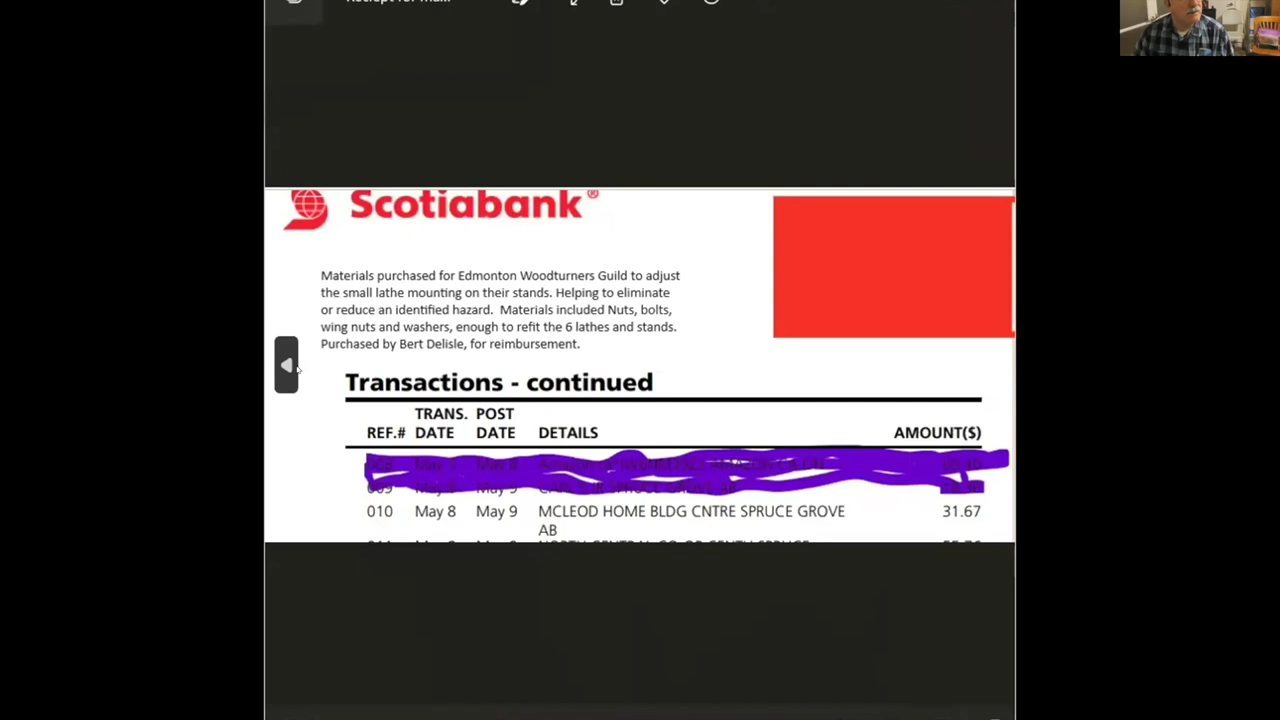 Scotiabank®
Materials purchased for Edmonton Woodturners Guild to adjust
the small lathe mounting on their stands. Helping to eliminate
or reduce an identified hazard. Materials included Nuts, bolts,
wing nuts and washers, enough to refit the 6 lathes and stands.
Purchased by Bert Delisle, for reimbursement.
Transactions - continued
TRANS. POST
REF.# DATE DATE DETAILS AMOUNT($)
010 May 8 May 9 MCLEOD HOME BLDG CNTRE SPRUCE GROVE 31.67
AB